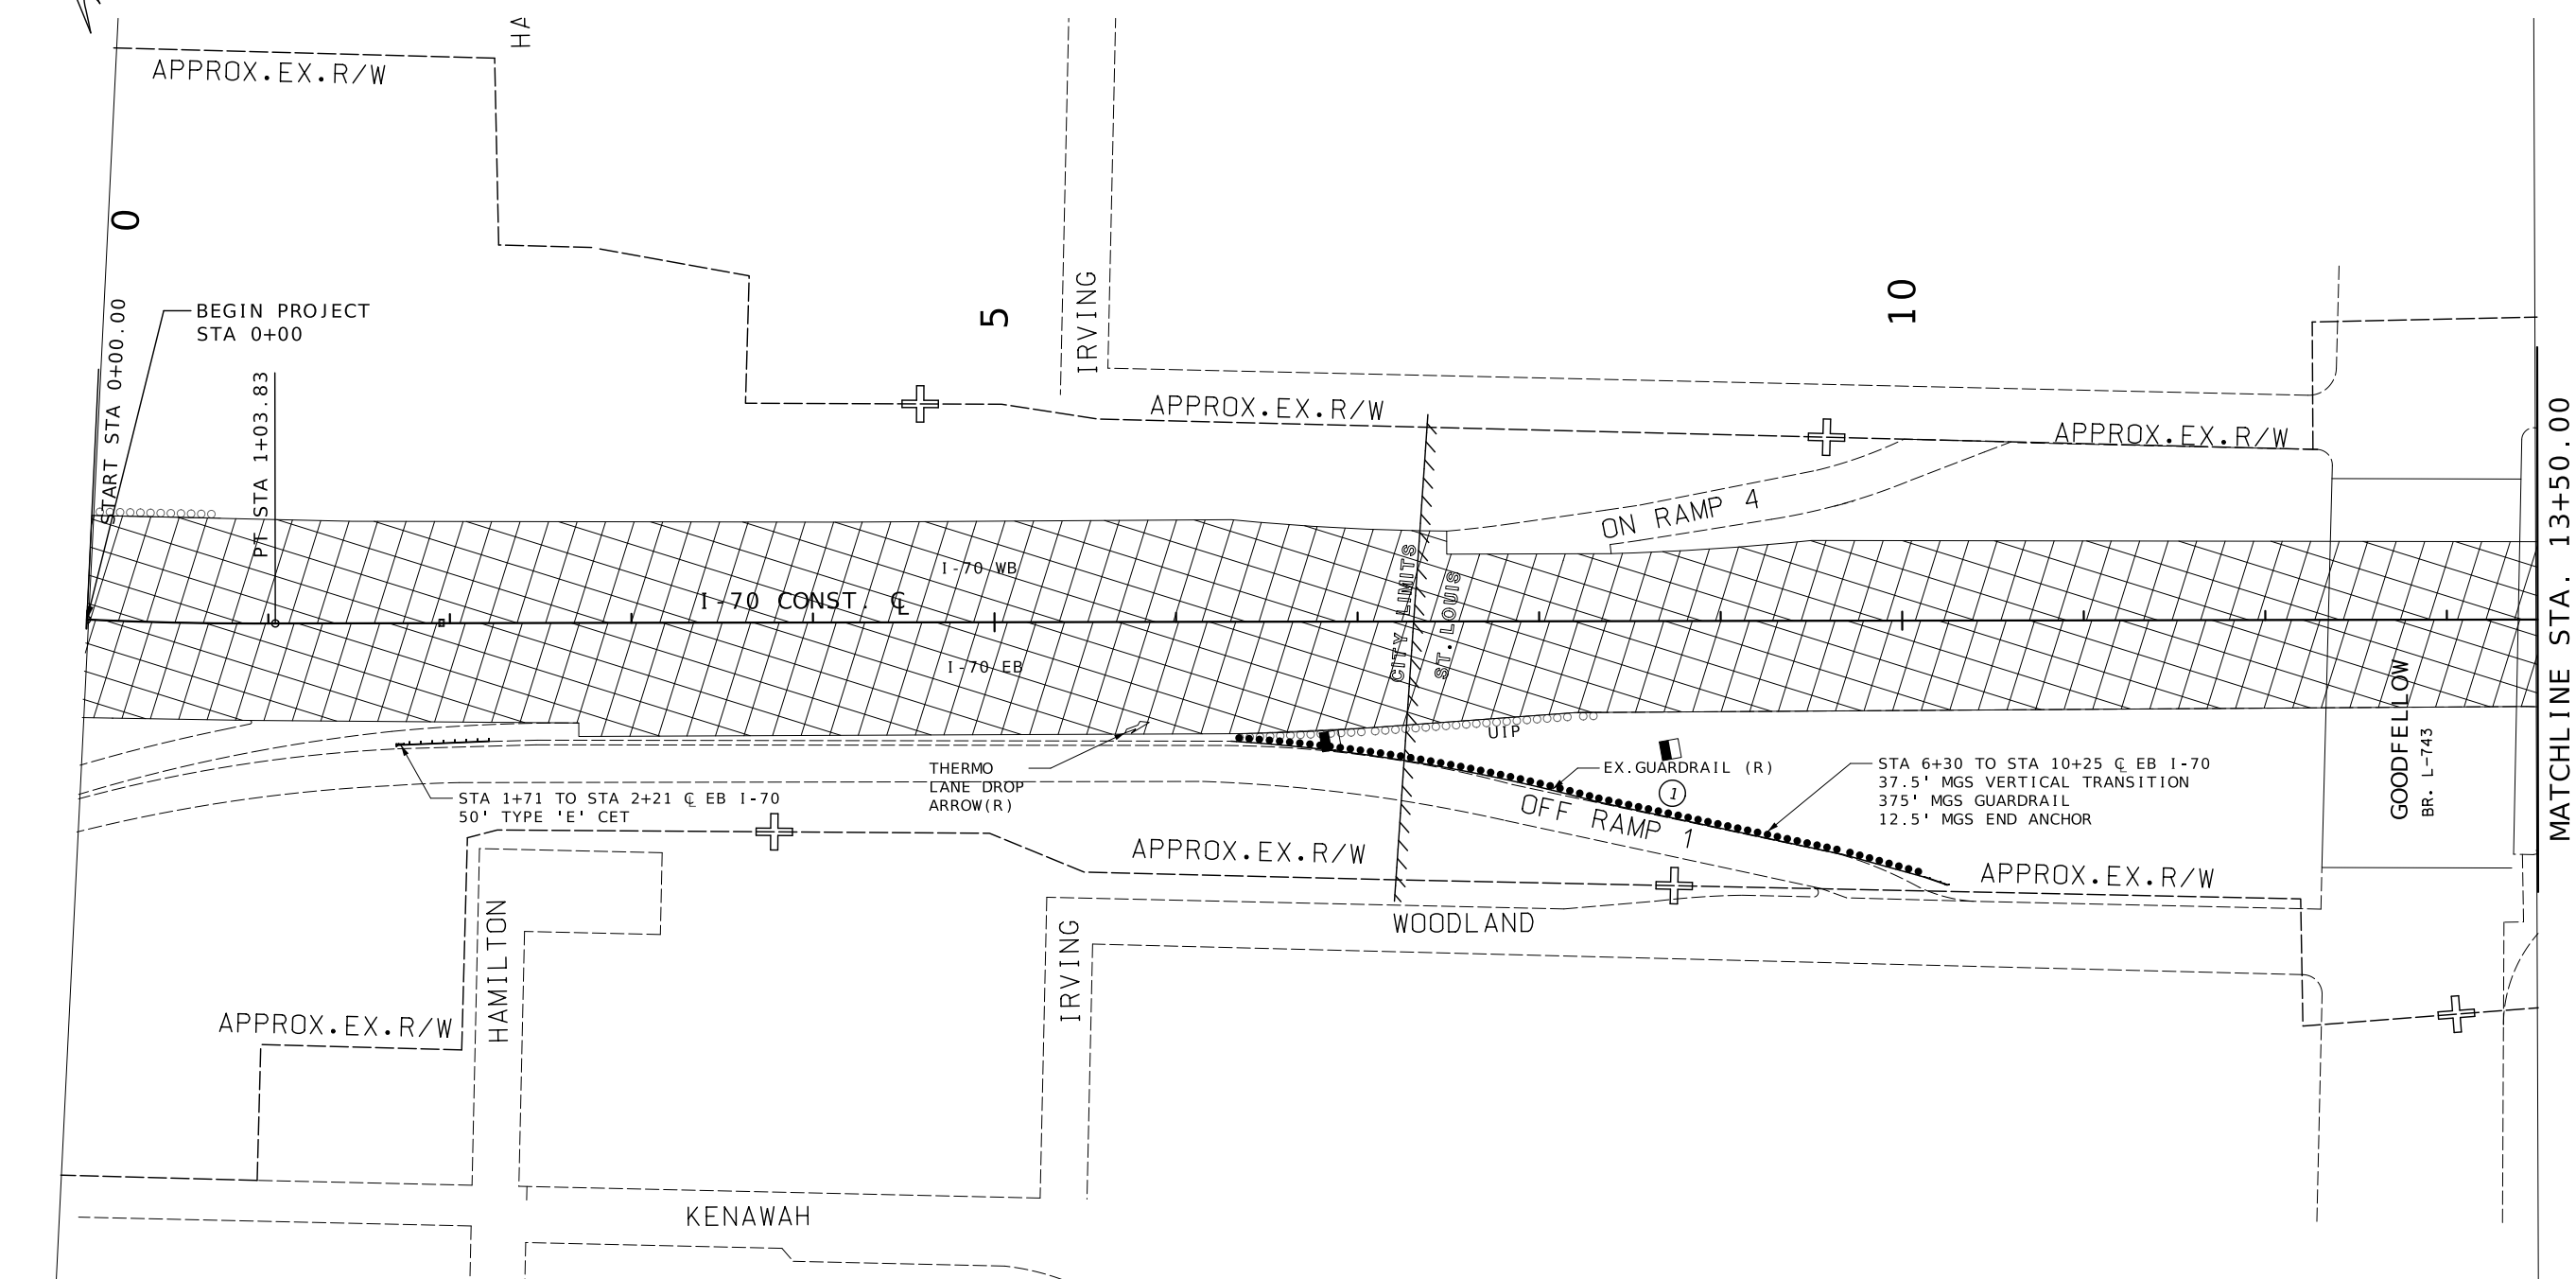 HA
APPROX.EX.R/W
0
BEGIN PROJECT
STA 0+00
START STA 0+00.00
PT STA 1+03.83
5
IRVING
10
APPROX.EX.R/W
APPROX.EX.R/W
ON RAMP 4
I-70 WB
I-70 CONST. ℄
I-70 EB
CITY LIMITS
ST.LOUIS
UIP
THERMO
LANE DROP
ARROW(R)
EX.GUARDRAIL (R)
1
STA 6+30 TO STA 10+25 ℄ EB I-70
37.5' MGS VERTICAL TRANSITION
375' MGS GUARDRAIL
12.5' MGS END ANCHOR
STA 1+71 TO STA 2+21 ℄ EB I-70
50' TYPE 'E' CET
OFF RAMP 1
GOODFELLOW
BR. L-743
MATCHLINE STA. 13+50.00
APPROX.EX.R/W
APPROX.EX.R/W
WOODLAND
HAMILTON
IRVING
APPROX.EX.R/W
KENAWAH